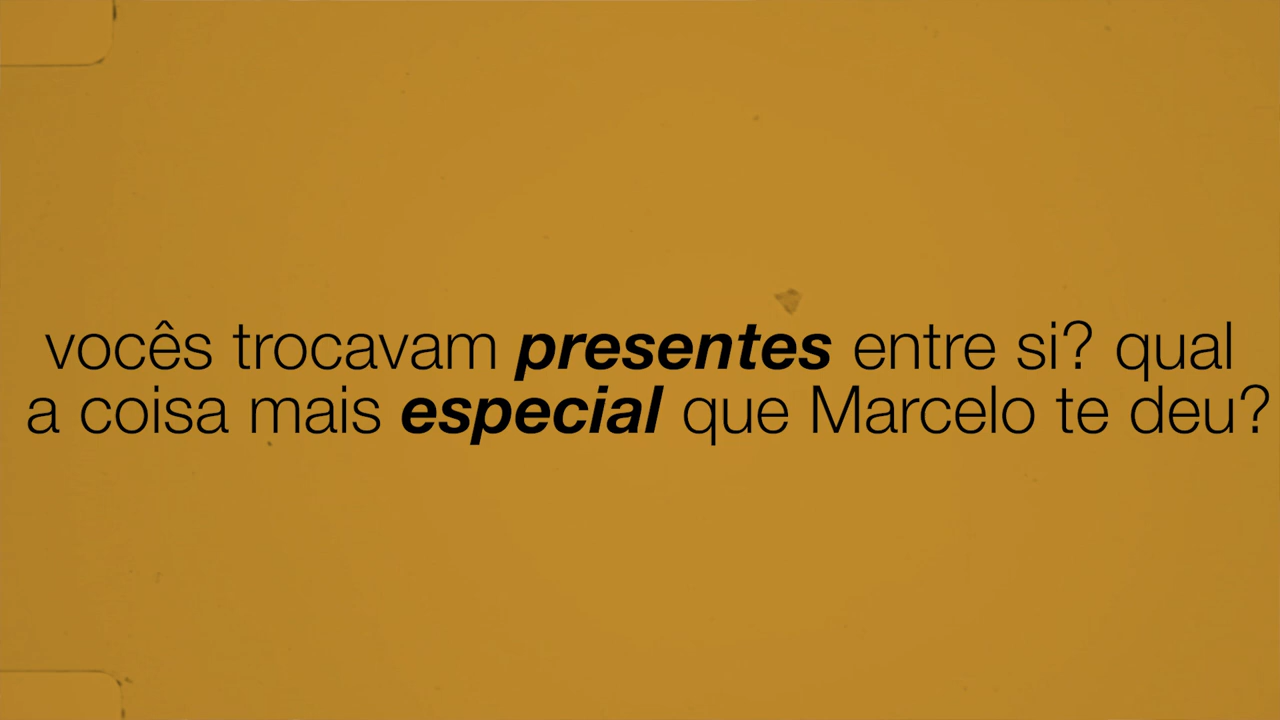 vocês trocavam presentes entre si? qual
a coisa mais especial que Marcelo te deu?